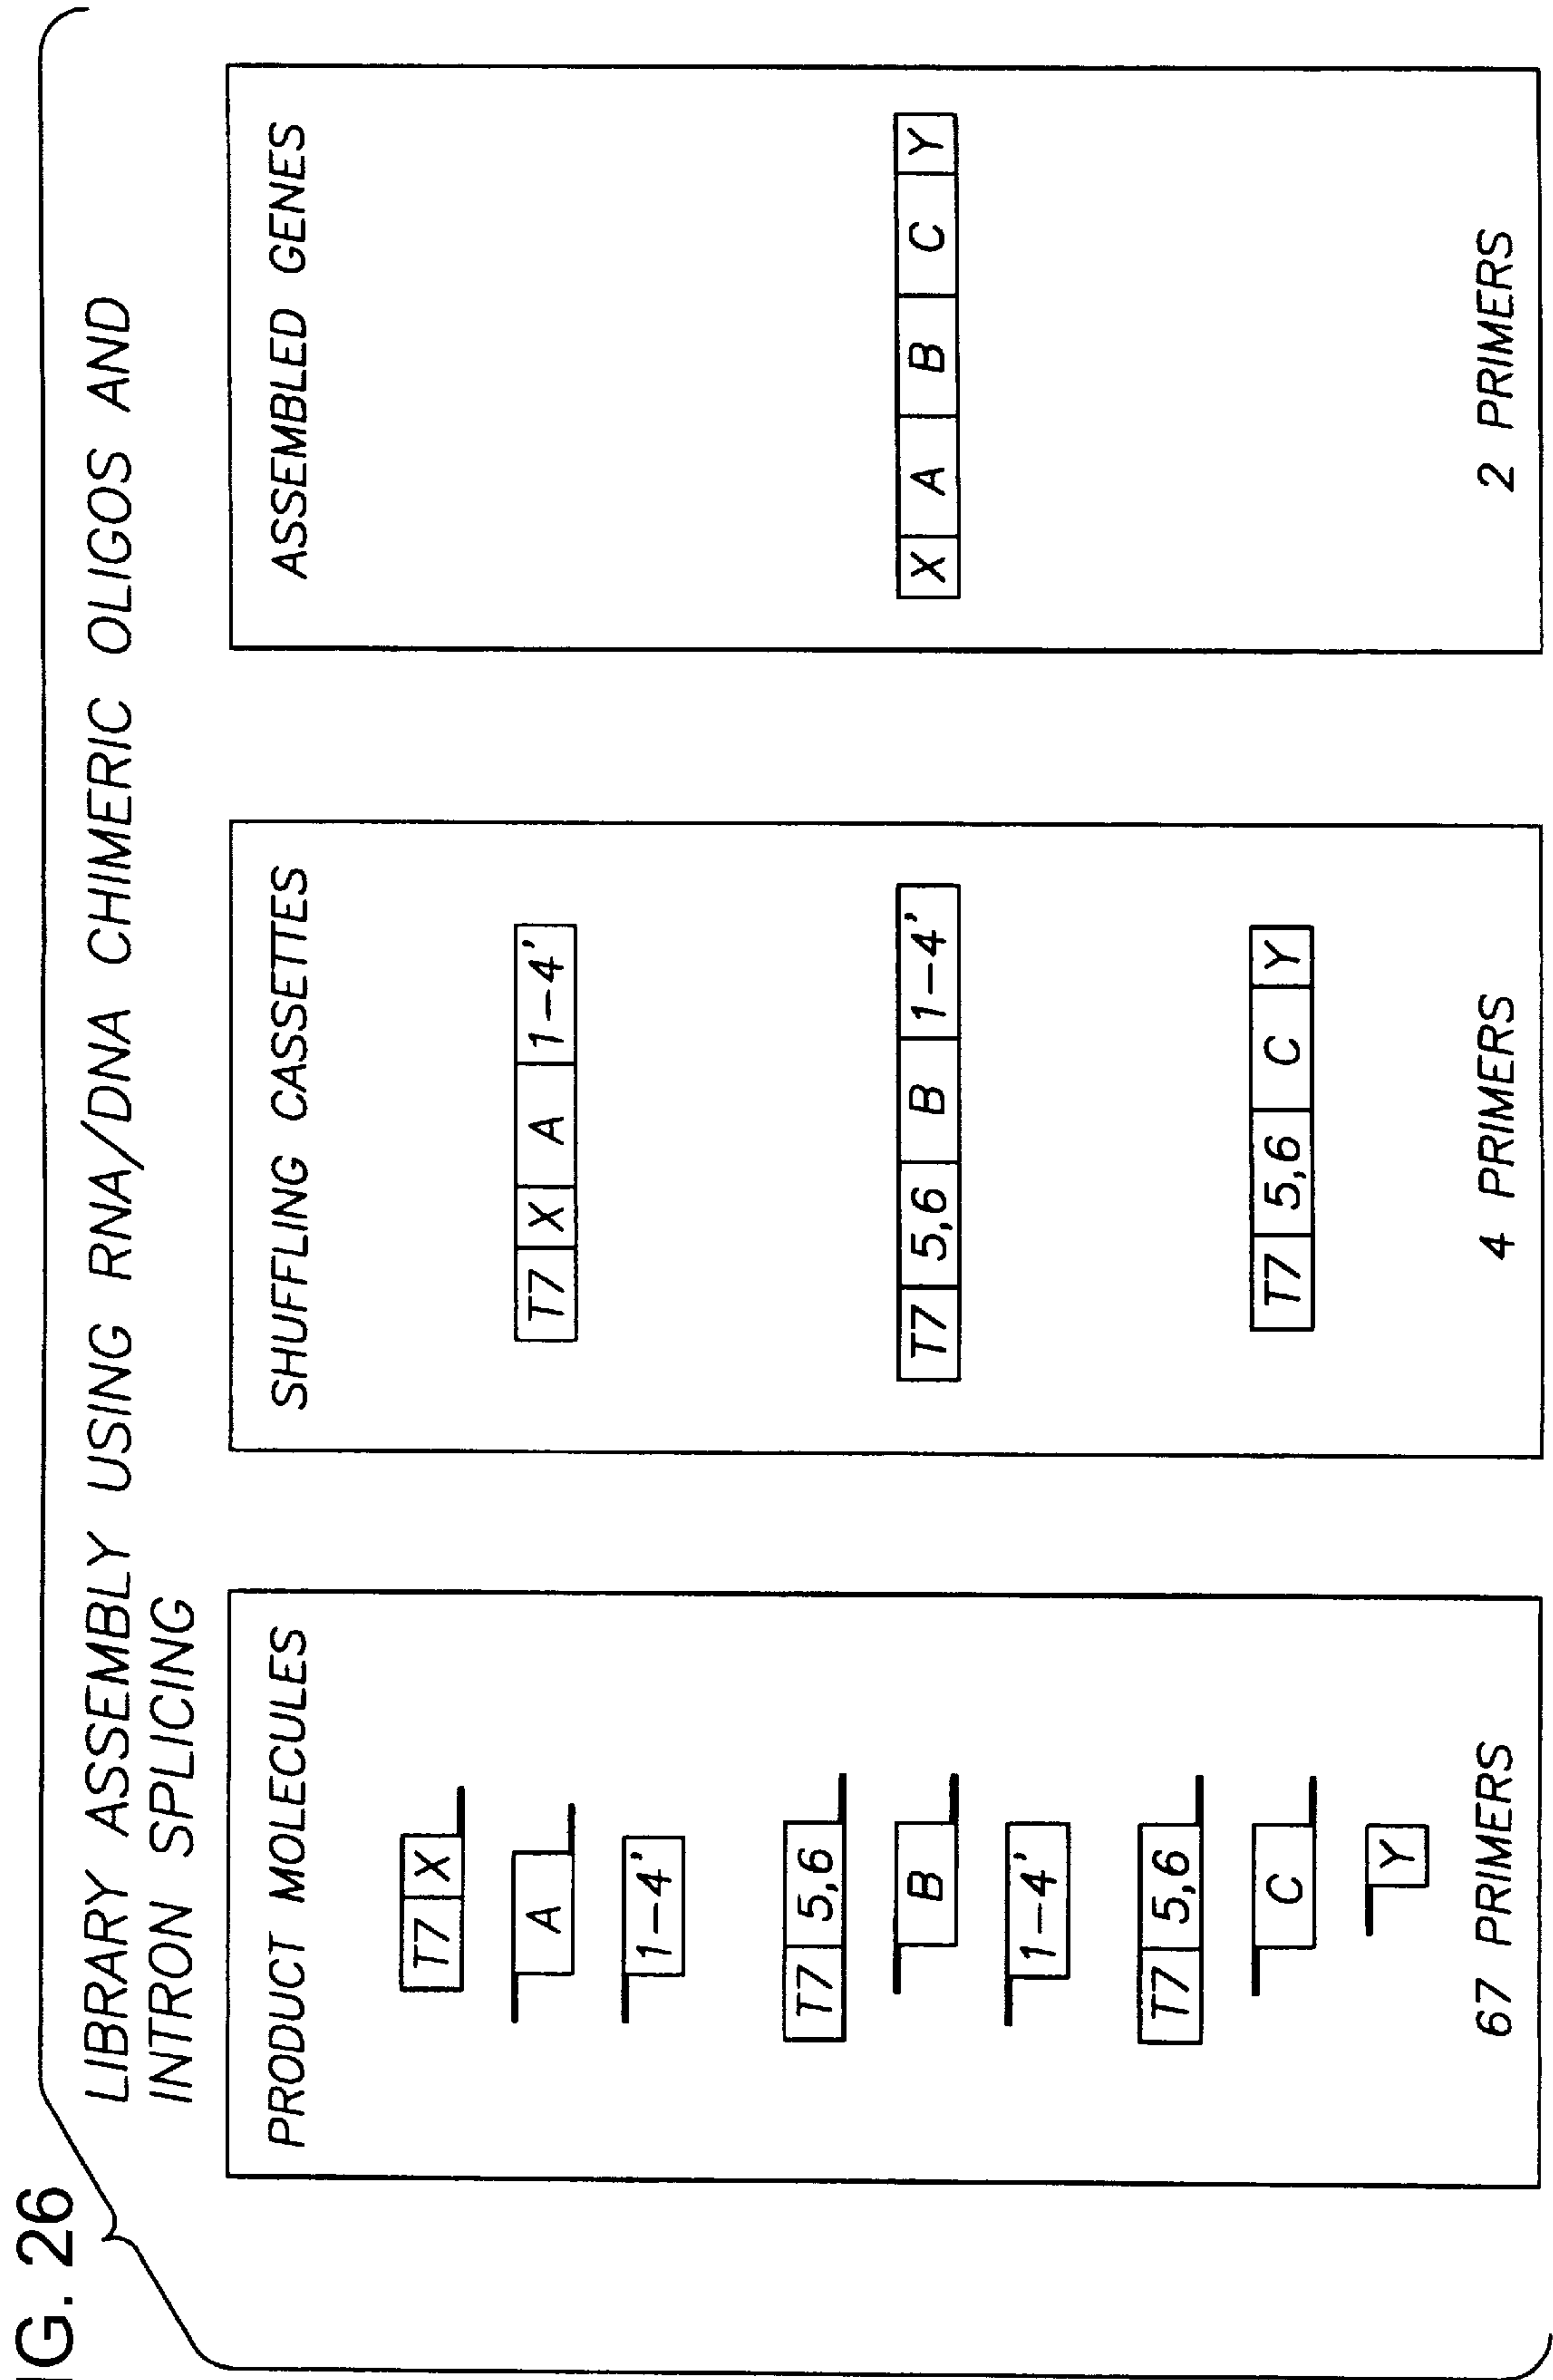 G. 26
LIBRARY ASSEMBLY USING RNA/DNA CHIMERIC OLIGOS AND
INTRON SPLICING
PRODUCT MOLECULES
T7 X
A
1-4'
T7 5,6
B
1-4'
T7 5,6
C
Y
67 PRIMERS
SHUFFLING CASSETTES
T7 X A 1-4'
T7 5,6 B 1-4'
T7 5,6 C Y
4 PRIMERS
ASSEMBLED GENES
X A B C Y
2 PRIMERS